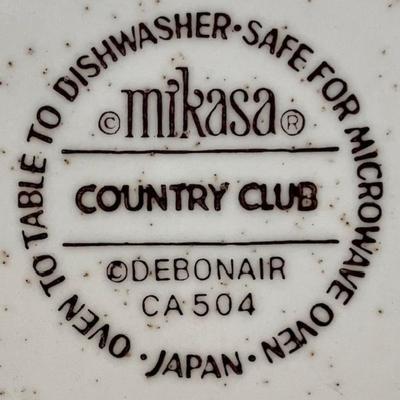 OVEN TO TABLE TO DISHWASHER · SAFE FOR MICROWAVE OVEN · JAPAN ·
© mikasa ®
COUNTRY CLUB
© DEBONAIR
CA 504